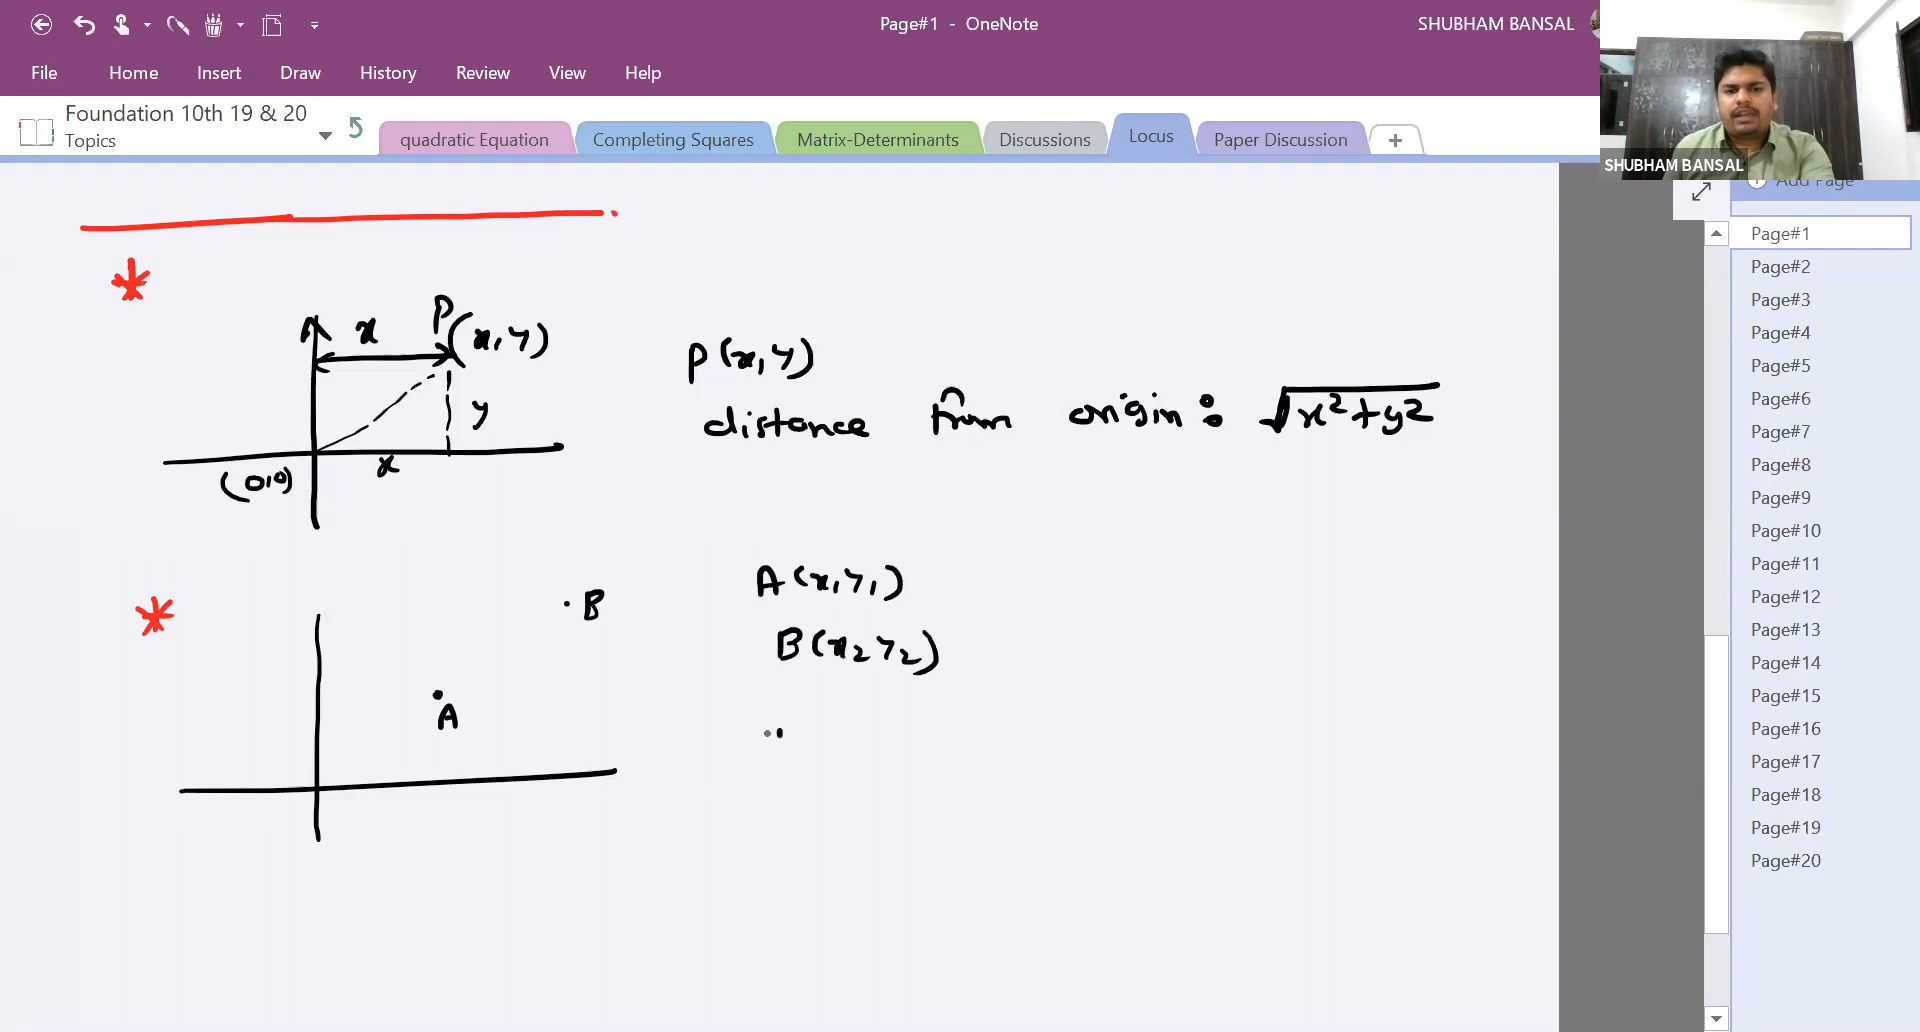 Page#1 - OneNote
SHUBHAM BANSAL
File Home Insert Draw History Review View Help
Foundation 10th 19 & 20
Topics
quadratic Equation
Completing Squares
Matrix-Determinants
Discussions
Locus
Paper Discussion
+
SHUBHAM BANSAL
Add Page
Page#1
Page#2
Page#3
Page#4
Page#5
Page#6
Page#7
Page#8
Page#9
Page#10
Page#11
Page#12
Page#13
Page#14
Page#15
Page#16
Page#17
Page#18
Page#19
Page#20
*
x
P(x,y)
y
x
(0,0)
P(x,y)
distance from origin: √x²+y²
*
B
A
A(x,y₁)
B(x₂y₂)